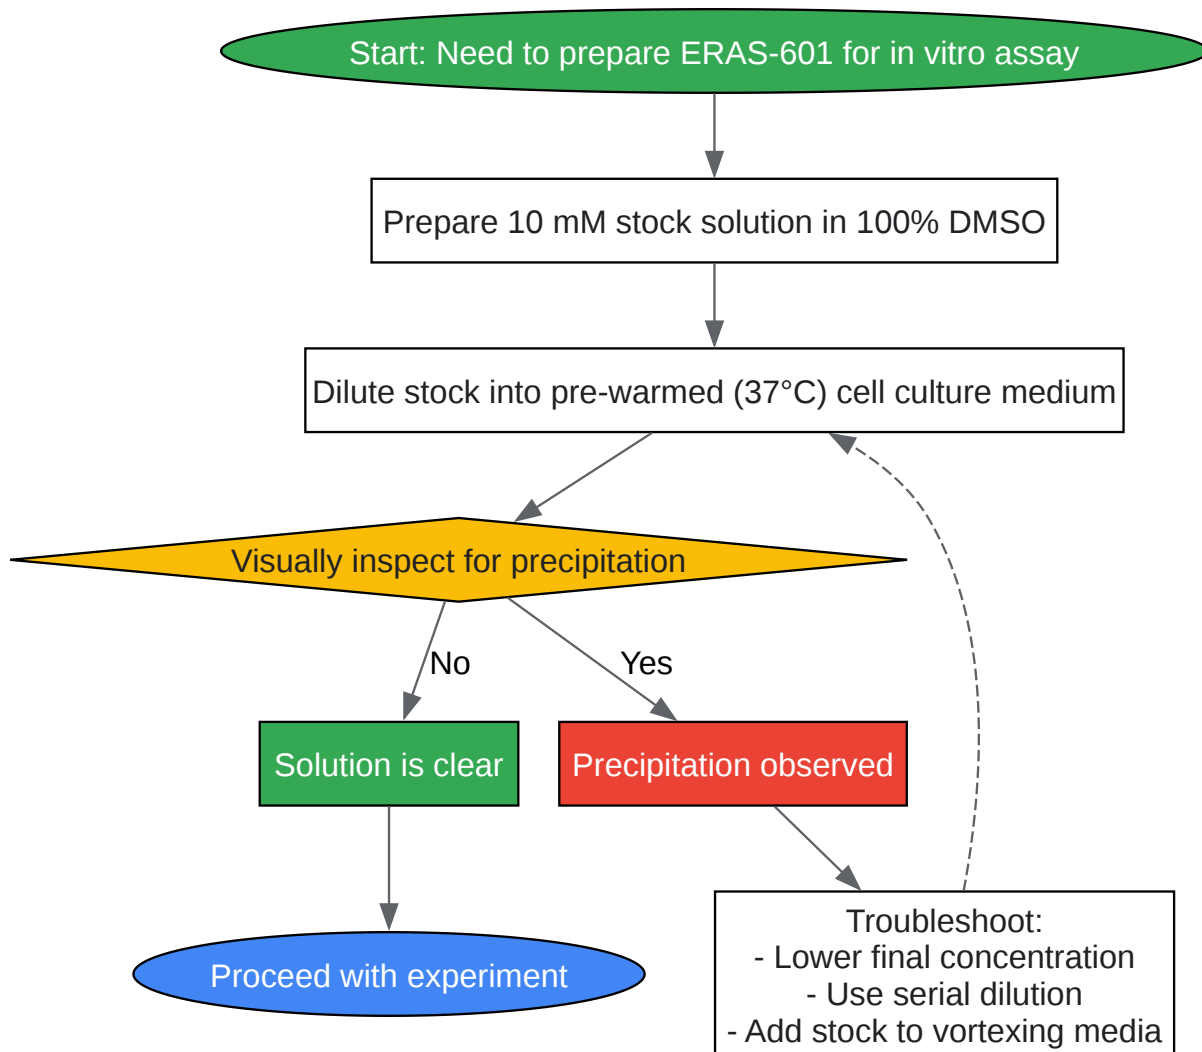 Start: Need to prepare ERAS-601 for in vitro assay
Prepare 10 mM stock solution in 100% DMSO
Dilute stock into pre-warmed (37°C) cell culture medium
Visually inspect for precipitation
No
Yes
Solution is clear
Precipitation observed
Proceed with experiment
Troubleshoot:
- Lower final concentration
- Use serial dilution
- Add stock to vortexing media